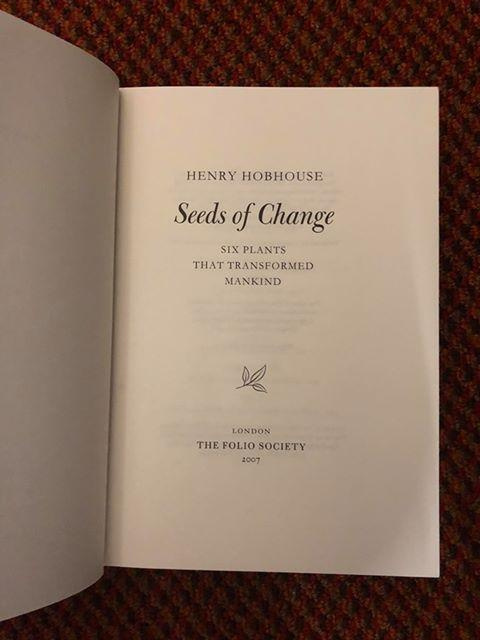 HENRY HOBHOUSE
Seeds of Change
SIX PLANTS
THAT TRANSFORMED
MANKIND
LONDON
THE FOLIO SOCIETY
2007